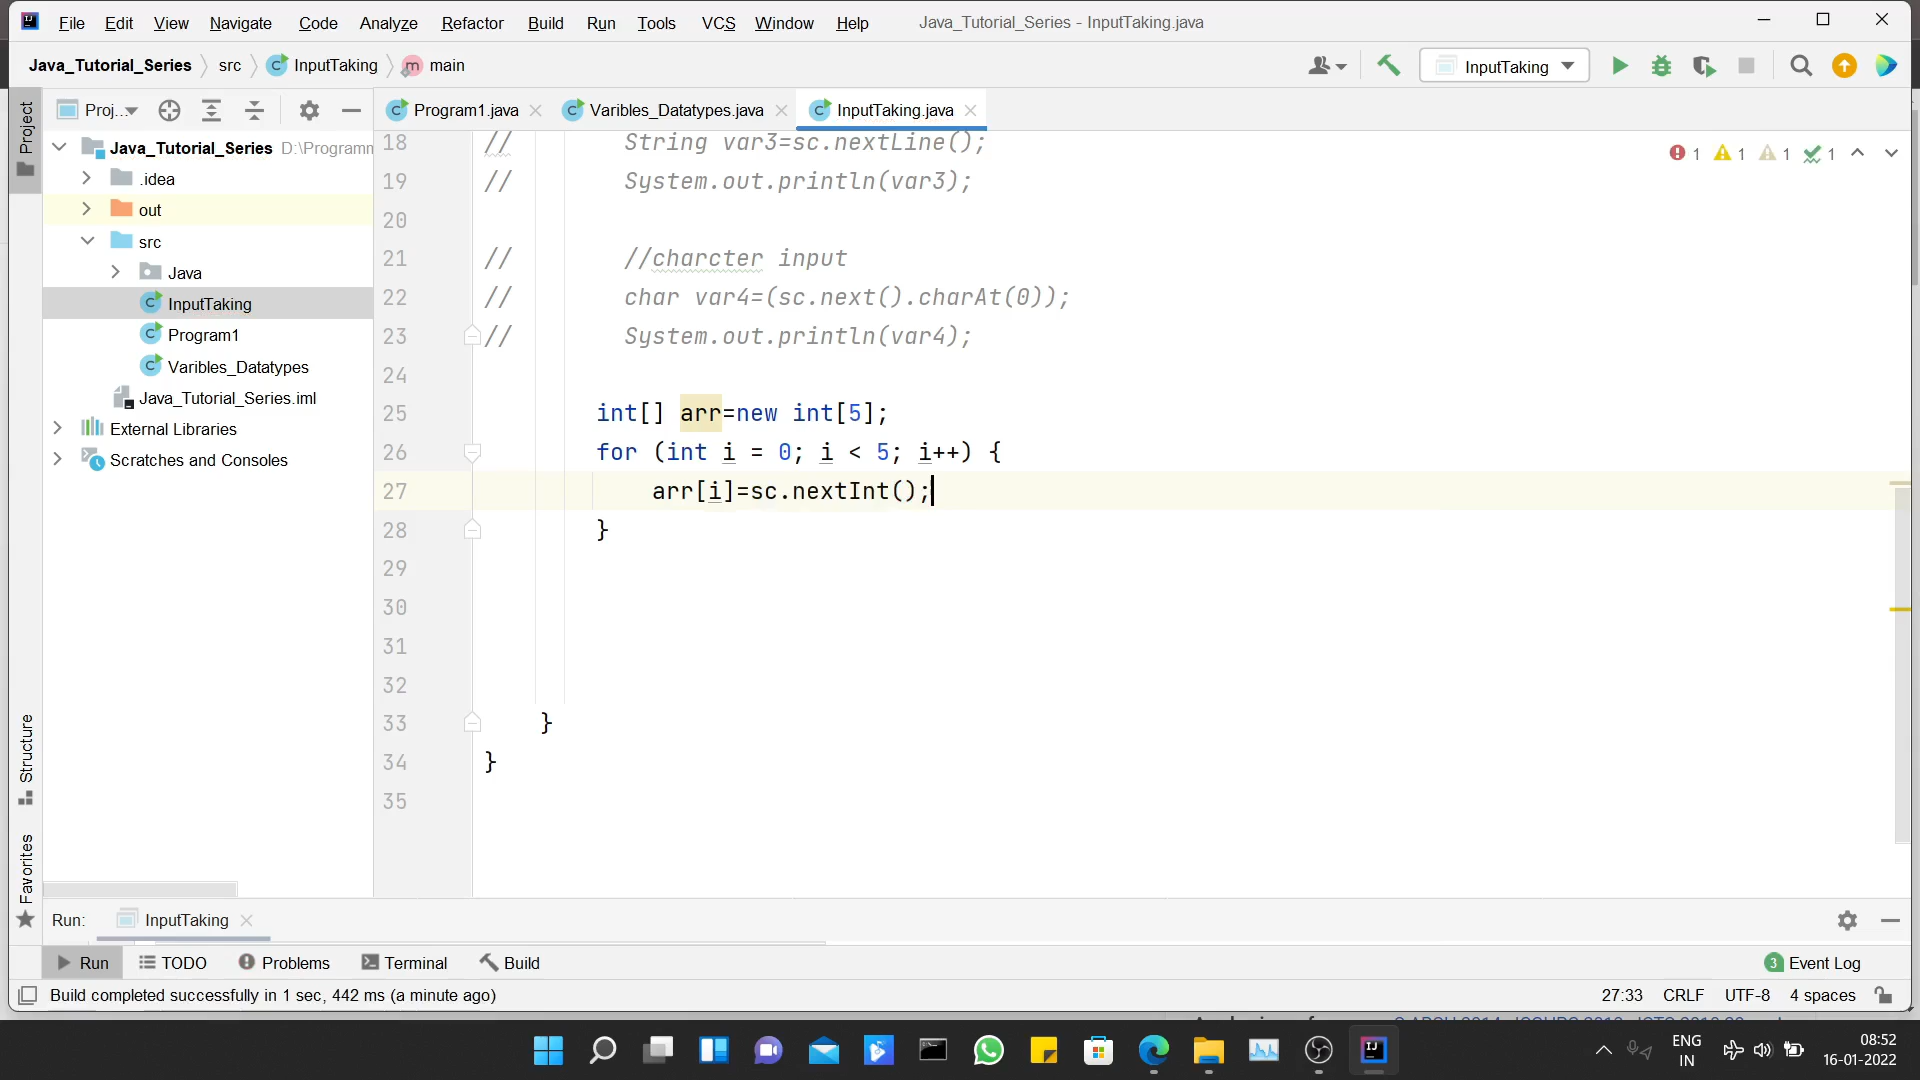 File Edit View Navigate Code Analyze Refactor Build Run Tools VCS Window Help Java_Tutorial_Series - InputTaking.java
Java_Tutorial_Series src InputTaking main InputTaking
Project Proj... Program1.java Varibles_Datatypes.java InputTaking.java
Java_Tutorial_Series D:\Programm
.idea
out
src
Java
InputTaking
Program1
Varibles_Datatypes
Java_Tutorial_Series.iml
External Libraries
Scratches and Consoles
Structure
Favorites
1 1 1 1
18 // String var3=sc.nextLine();
19 // System.out.println(var3);
20
21 // //charcter input
22 // char var4=(sc.next().charAt(0));
23 // System.out.println(var4);
24
25 int[] arr=new int[5];
26 for (int i = 0; i < 5; i++) {
27 arr[i]=sc.nextInt();
28 }
29
30
31
32
33 }
34 }
35
Run: InputTaking
Run TODO Problems Terminal Build 3 Event Log
Build completed successfully in 1 sec, 442 ms (a minute ago) 27:33 CRLF UTF-8 4 spaces
ENG
IN
08:52
16-01-2022